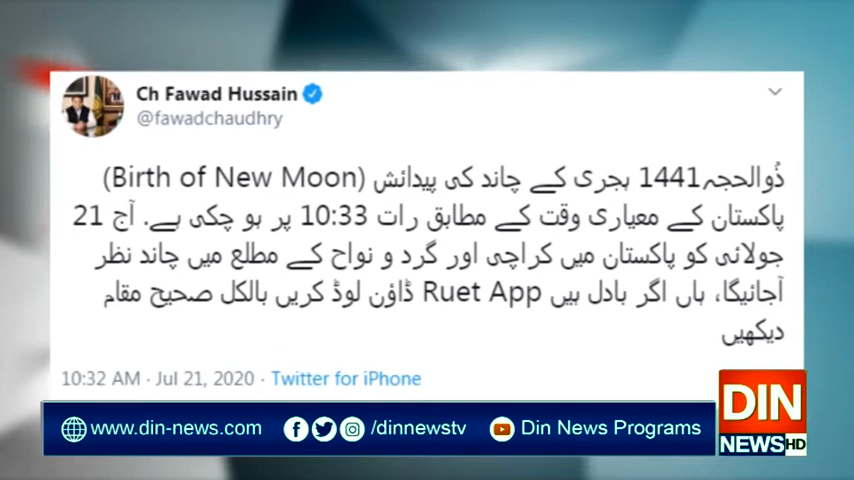 Ch Fawad Hussain
@fawadchaudhry
ذُوالحجہ1441 ہجری کے چاند کی پیدائش (Birth of New Moon)
پاکستان کے معیاری وقت کے مطابق رات 10:33 پر ہو چکی ہے. آج 21
جولائی کو پاکستان میں کراچی اور گرد و نواح کے مطلع میں چاند نظر
آجائیگا، ہاں اگر بادل ہیں Ruet App ڈاؤن لوڈ کریں بالکل صحیح مقام
دیکھیں
10:32 AM · Jul 21, 2020 · Twitter for iPhone
www.din-news.com /dinnewstv Din News Programs
DIN
NEWS HD